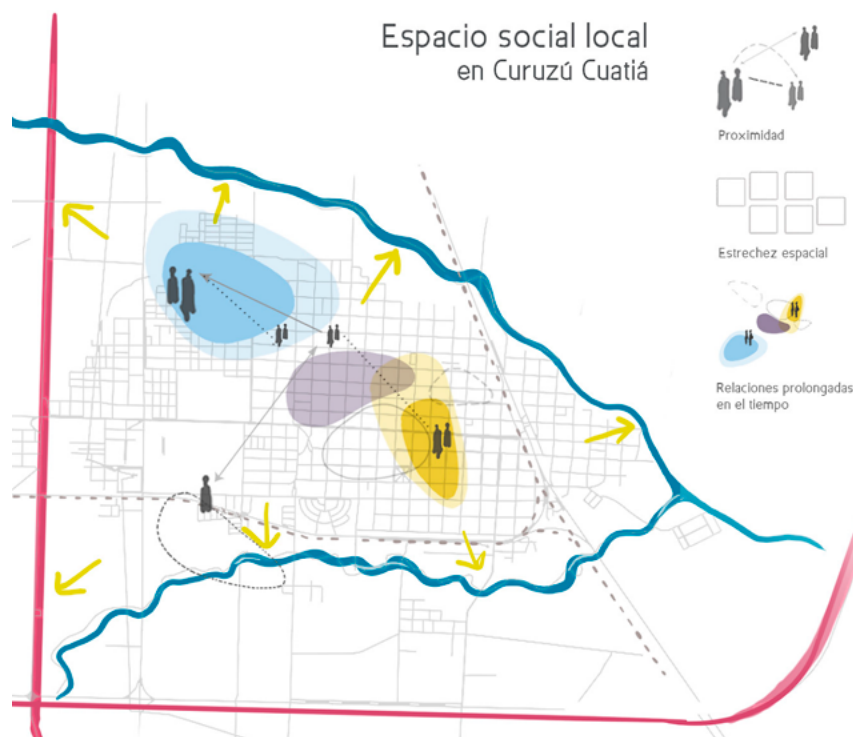 Espacio social local
en Curuzú Cuatiá
Proximidad
Estrechez espacial
Relaciones prolongadas
en el tiempo